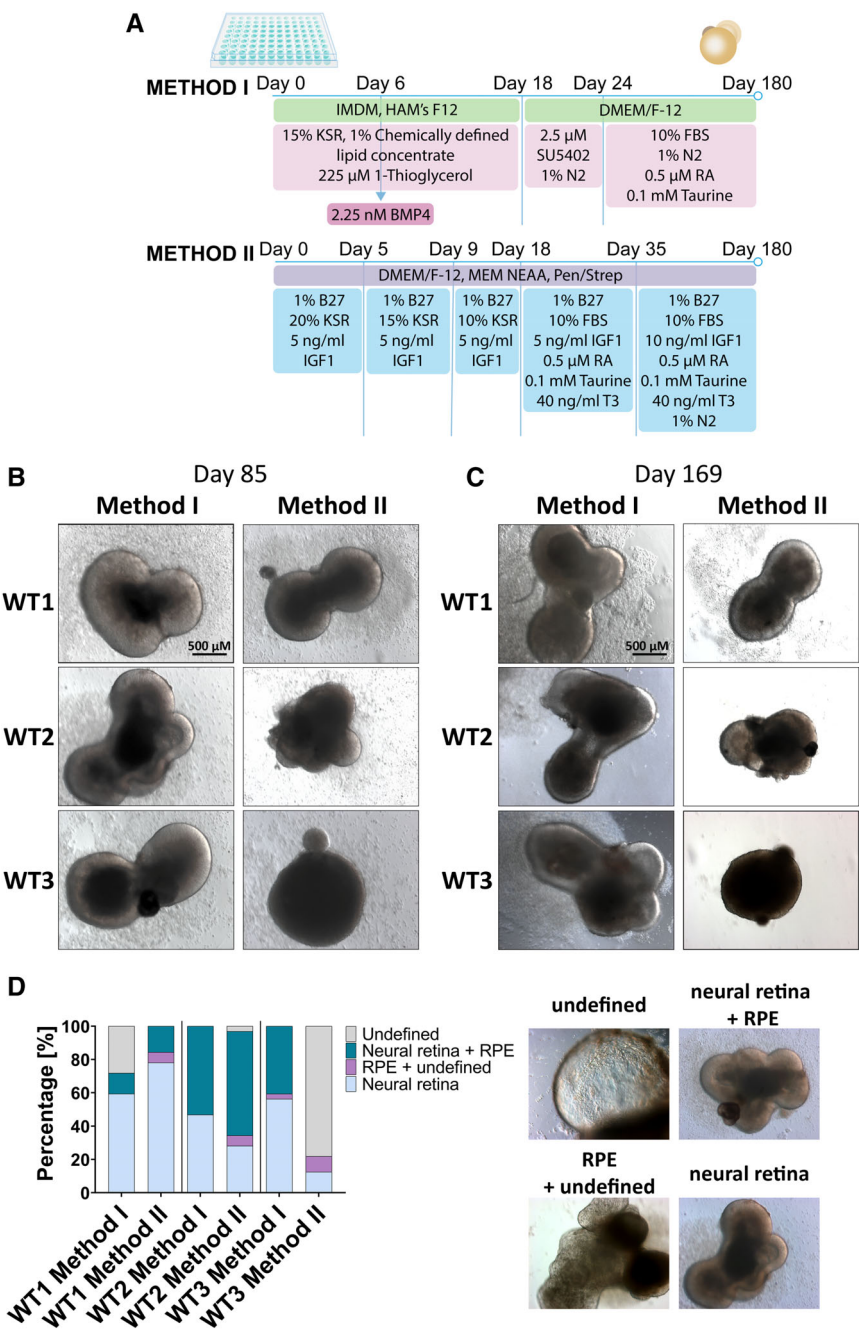 A
METHOD I
Day 0
Day 6
Day 18
Day 24
Day 180
IMDM, HAM's F12
DMEM/F-12
15% KSR, 1% Chemically defined
lipid concentrate
225 µM 1-Thioglycerol
2.25 nM BMP4
2.5 µM
SU5402
1% N2
10% FBS
1% N2
0.5 µM RA
0.1 mM Taurine
METHOD II
Day 0
Day 5
Day 9
Day 18
Day 35
Day 180
DMEM/F-12, MEM NEAA, Pen/Strep
1% B27
20% KSR
5 ng/ml
IGF1
1% B27
15% KSR
5 ng/ml
IGF1
1% B27
10% KSR
5 ng/ml
IGF1
1% B27
10% FBS
5 ng/ml IGF1
0.5 µM RA
0.1 mM Taurine
40 ng/ml T3
1% B27
10% FBS
10 ng/ml IGF1
0.5 µM RA
0.1 mM Taurine
40 ng/ml T3
1% N2
B
Day 85
Method I
Method II
WT1
500 µM
WT2
WT3
C
Day 169
Method I
Method II
WT1
500 µM
WT2
WT3
D
Percentage [%]
100
80
60
40
20
0
WT1 Method I
WT1 Method II
WT2 Method I
WT2 Method II
WT3 Method I
WT3 Method II
Undefined
Neural retina + RPE
RPE + undefined
Neural retina
undefined
neural retina
+ RPE
RPE
+ undefined
neural retina